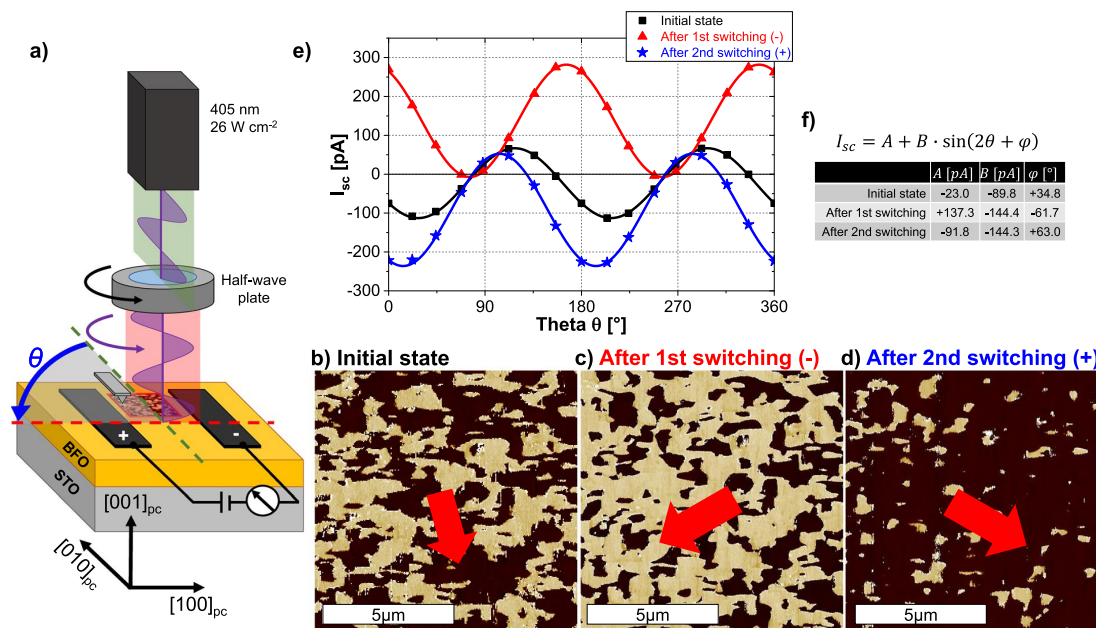 a)
405 nm
26 W cm-2
Half-wave
plate
θ
+
-
BFO
STO
[001]pc
[010]pc
[100]pc
e)
Initial state
After 1st switching (-)
After 2nd switching (+)
Isc [pA]
300
250
200
150
100
50
0
-50
-100
-150
-200
-250
-300
0 90 180 270 360
Theta θ [°]
f)
Isc = A + B · sin(2θ + φ)
A [pA] B [pA] φ [°]
Initial state -23.0 -89.8 +34.8
After 1st switching +137.3 -144.4 -61.7
After 2nd switching -91.8 -144.3 +63.0
b) Initial state
5µm
c) After 1st switching (-)
5µm
d) After 2nd switching (+)
5µm